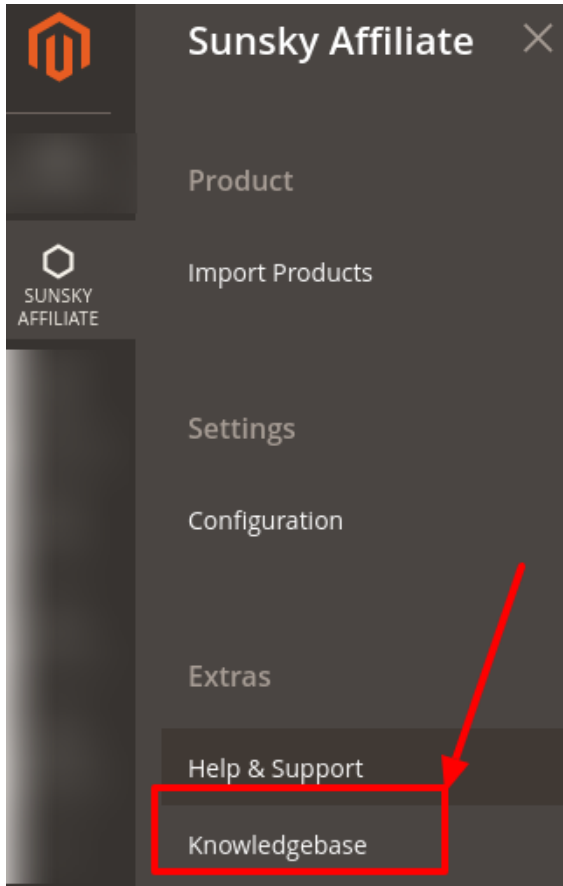 Sunsky Affiliate
Product
Import Products
SUNSKY
AFFILIATE
Settings
Configuration
Extras
Help & Support
Knowledgebase